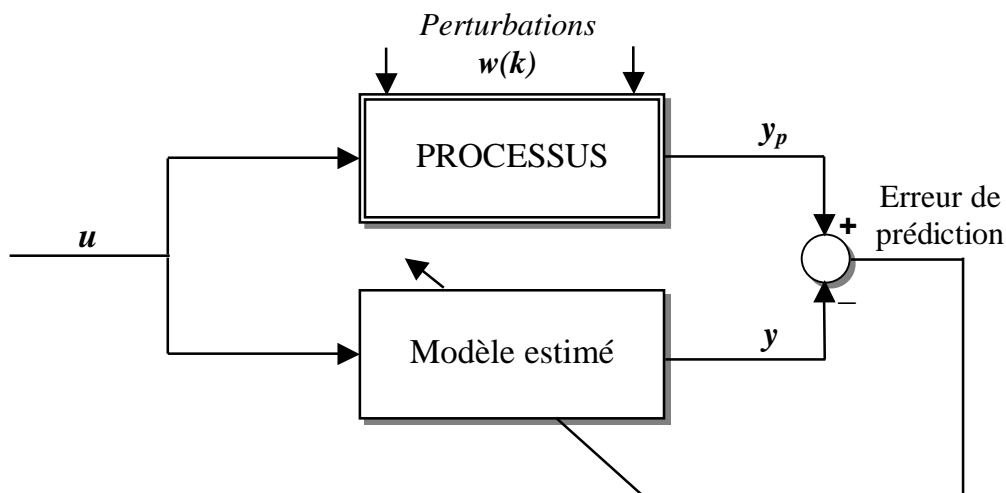 Perturbations
w(k)
PROCESSUS
y_p
u
+
Erreur de
prédiction
Modèle estimé
y
–